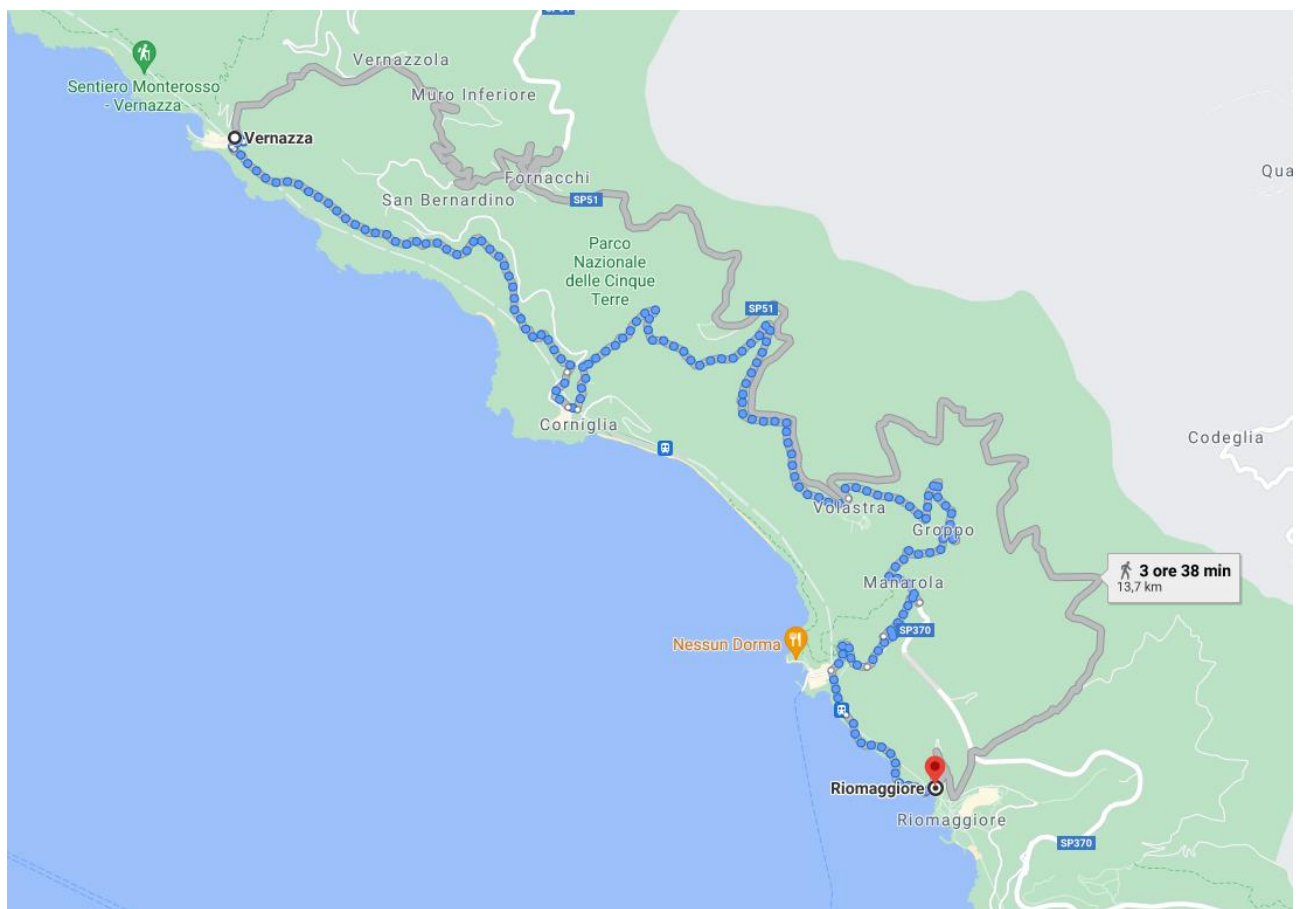 SP51
Vernazzola
Sentiero Monterosso
- Vernazza
Muro Inferiore
Vernazza
Qua
Fornacchi
San Bernardino
SP51
Parco
Nazionale
delle Cinque
Terre
SP51
Corniglia
Codeglia
Volastra
Groppo
3 ore 38 min
13,7 km
Manarola
SP370
Nessun Dorma
Riomaggiore
Riomaggiore
SP370